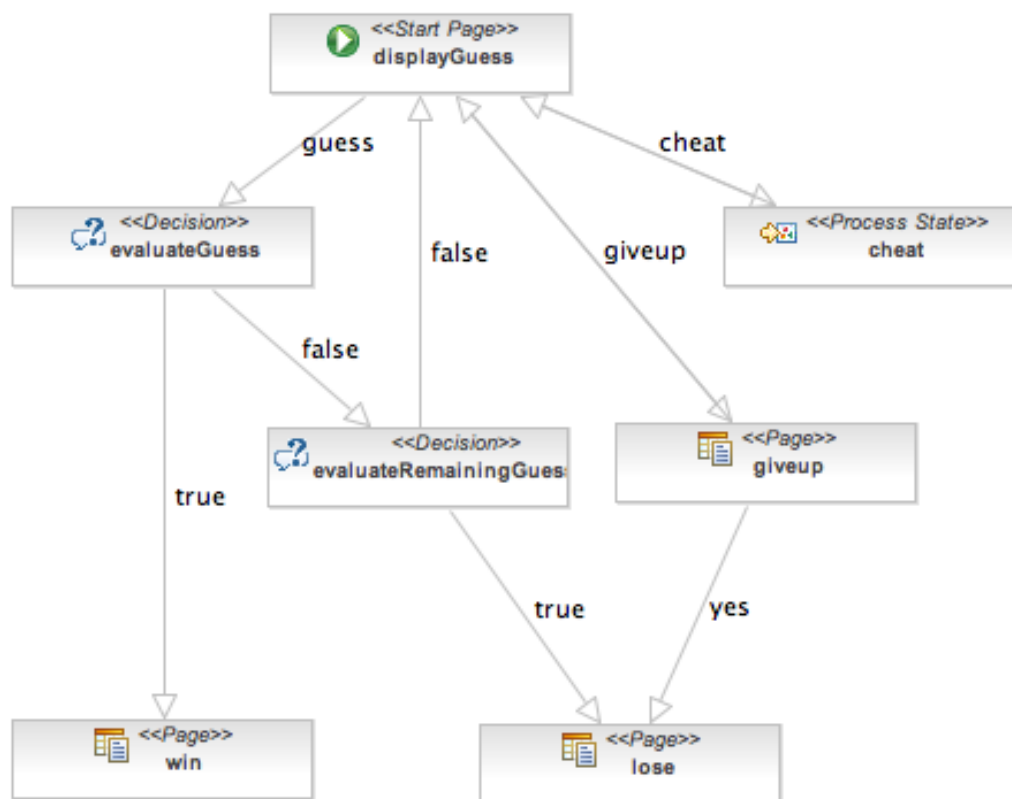 <<Start Page>>
displayGuess
guess
cheat
<<Decision>>
evaluateGuess
false
giveup
<<Process State>>
cheat
false
<<Decision>>
evaluateRemainingGues
<<Page>>
giveup
true
true
yes
<<Page>>
win
<<Page>>
lose